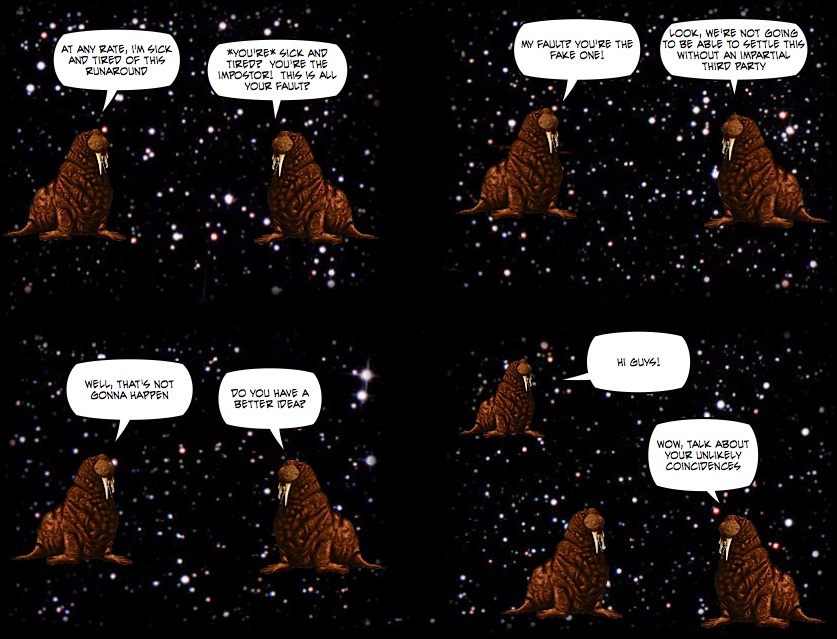 AT ANY RATE, I'M SICK
AND TIRED OF THIS
RUNAROUND
*YOU'RE* SICK AND
TIRED? YOU'RE THE
IMPOSTOR! THIS IS ALL
YOUR FAULT?
MY FAULT? YOU'RE THE
FAKE ONE!
LOOK, WE'RE NOT GOING
TO BE ABLE TO SETTLE THIS
WITHOUT AN IMPARTIAL
THIRD PARTY
WELL, THAT'S NOT
GONNA HAPPEN
DO YOU HAVE A
BETTER IDEA?
HI GUYS!
WOW, TALK ABOUT
YOUR UNLIKELY
COINCIDENCES